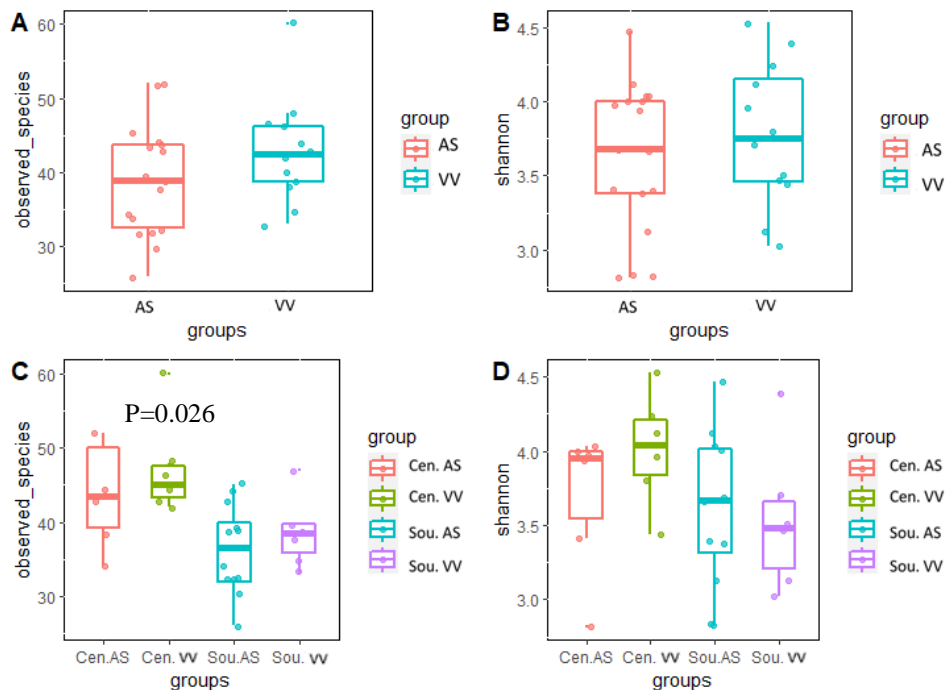 A
60
50
40
30
observed_species
AS
VV
groups
group
AS
VV
B
4.5
4.0
3.5
3.0
shannon
AS
VV
groups
group
AS
VV
C
60
50
40
30
observed_species
P=0.026
Cen.AS Cen. VV Sou.AS Sou. VV
groups
group
Cen. AS
Cen. VV
Sou. AS
Sou. VV
D
4.5
4.0
3.5
3.0
shannon
Cen.AS Cen. VV Sou.AS Sou. VV
groups
group
Cen. AS
Cen. VV
Sou. AS
Sou. VV